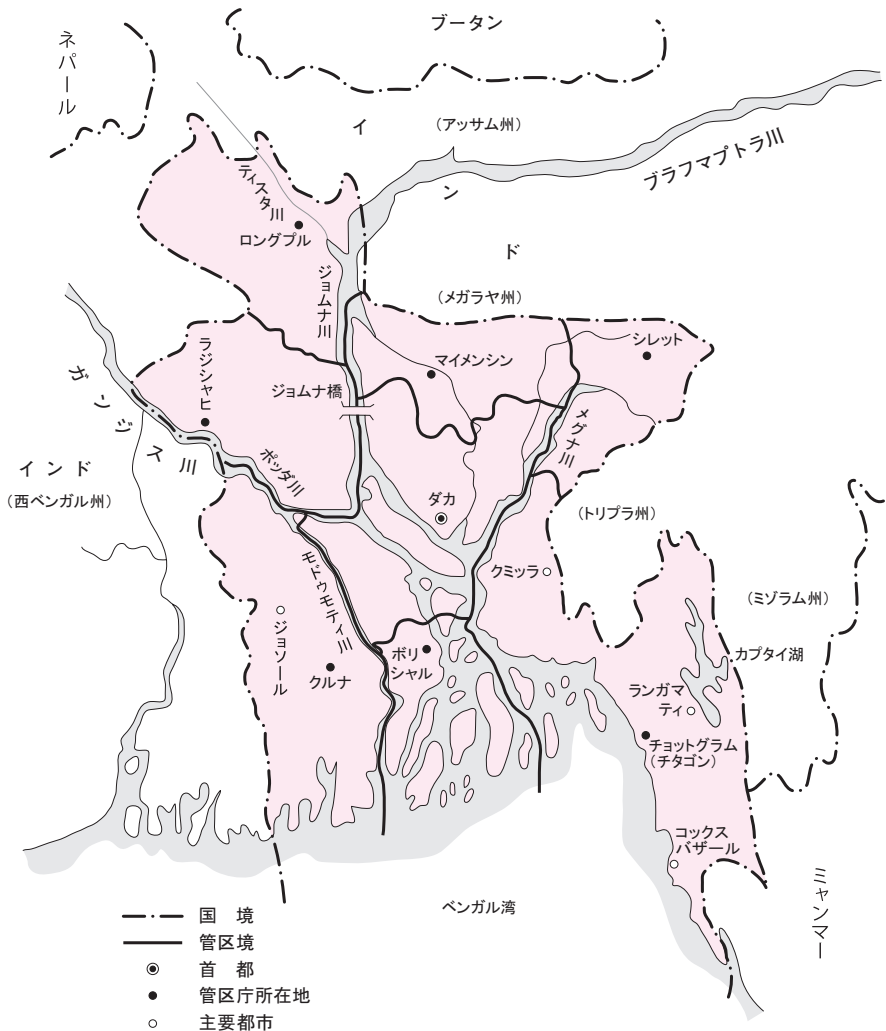 ネパール
ブータン
イ
ン
ド
(アッサム州)
ブラフマプトラ川
ティスタ川
ロングプル
ジョムナ川
(メガラヤ州)
シレット
マイメンシン
ラジシャヒ
ジョムナ橋
ガンジス川
メグナ川
インド
(西ベンガル州)
ポッダ川
ダカ
(トリプラ州)
クミッラ
モドゥモティ川
(ミゾラム州)
ジョソール
カプタイ湖
ボリ
シャル
クルナ
ランガマ
ティ
チョットグラム
(チタゴン)
コックス
バザール
ミャンマー
ベンガル湾
国 境
管区境
首 都
管区庁所在地
主要都市